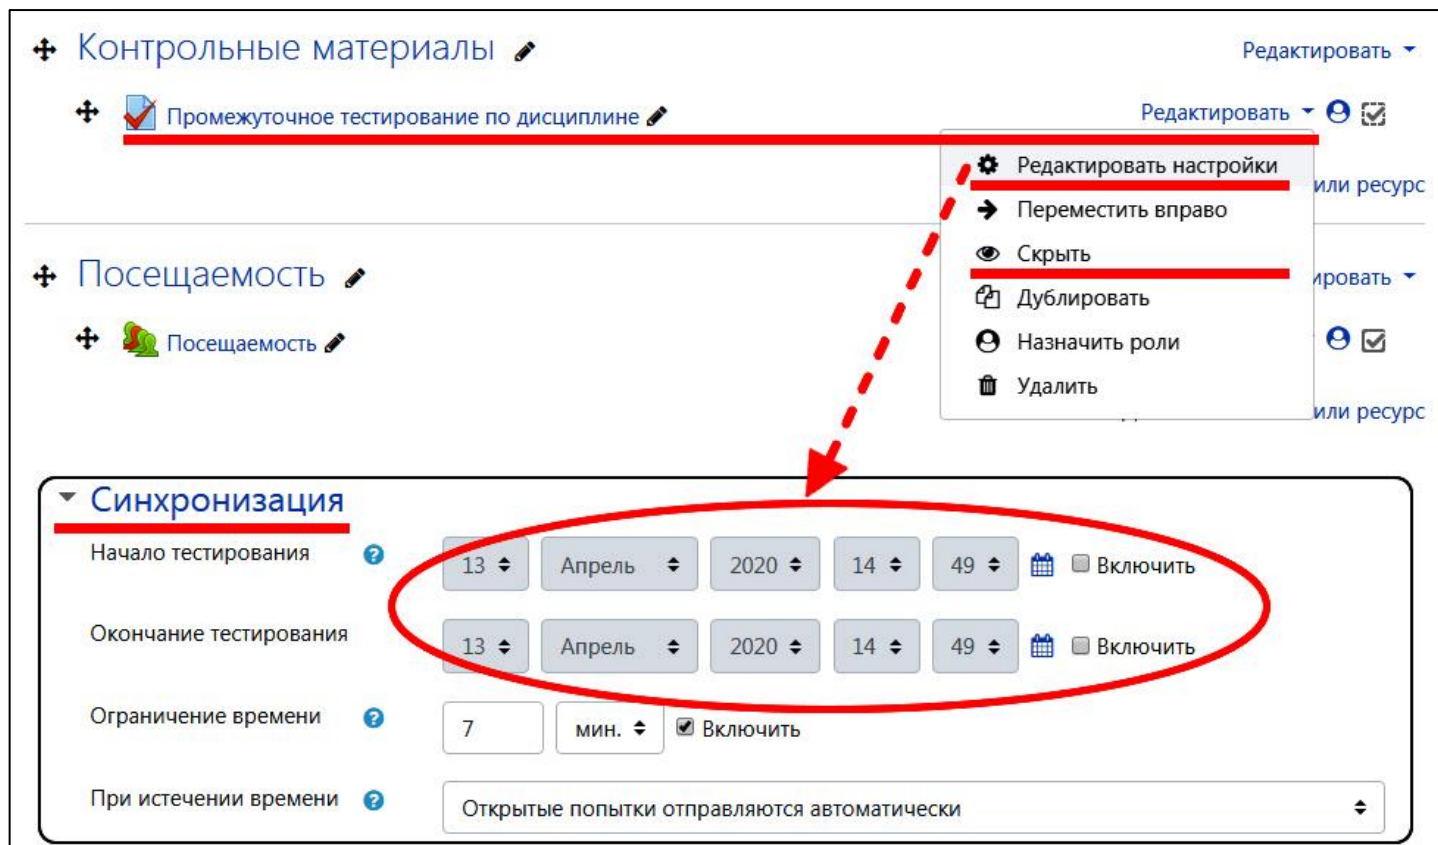 Контрольные материалы
Редактировать
Промежуточное тестирование по дисциплине
Редактировать
Редактировать настройки
или ресурс
Переместить вправо
Скрыть
Посещаемость
ировать
Дублировать
Посещаемость
Назначить роли
Удалить
или ресурс
Синхронизация
Начало тестирования ? 13 Апрель 2020 14 49 Включить
Окончание тестирования 13 Апрель 2020 14 49 Включить
Ограничение времени ? 7 мин. Включить
При истечении времени ? Открытые попытки отправляются автоматически